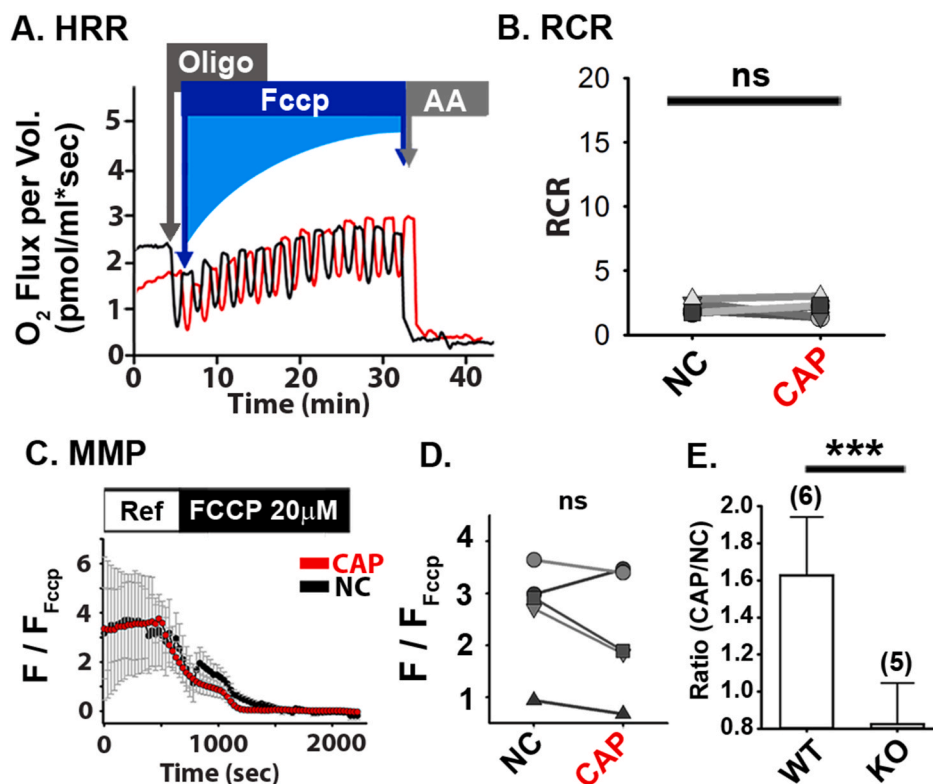 A. HRR
Oligo
Fccp
AA
O2 Flux per Vol.
(pmol/ml*sec)
5
4
3
2
1
0
0 10 20 30 40
Time (min)
B. RCR
ns
RCR
20
15
10
5
0
NC CAP
C. MMP
Ref FCCP 20μM
CAP
NC
F / FFccp
6
4
2
0
0 1000 2000
Time (sec)
D.
ns
F / FFccp
4
3
2
1
NC CAP
E.
***
Ratio (CAP/NC)
2.0
1.8
1.6
1.4
1.2
1.0
0.8
(6)
(5)
WT KO